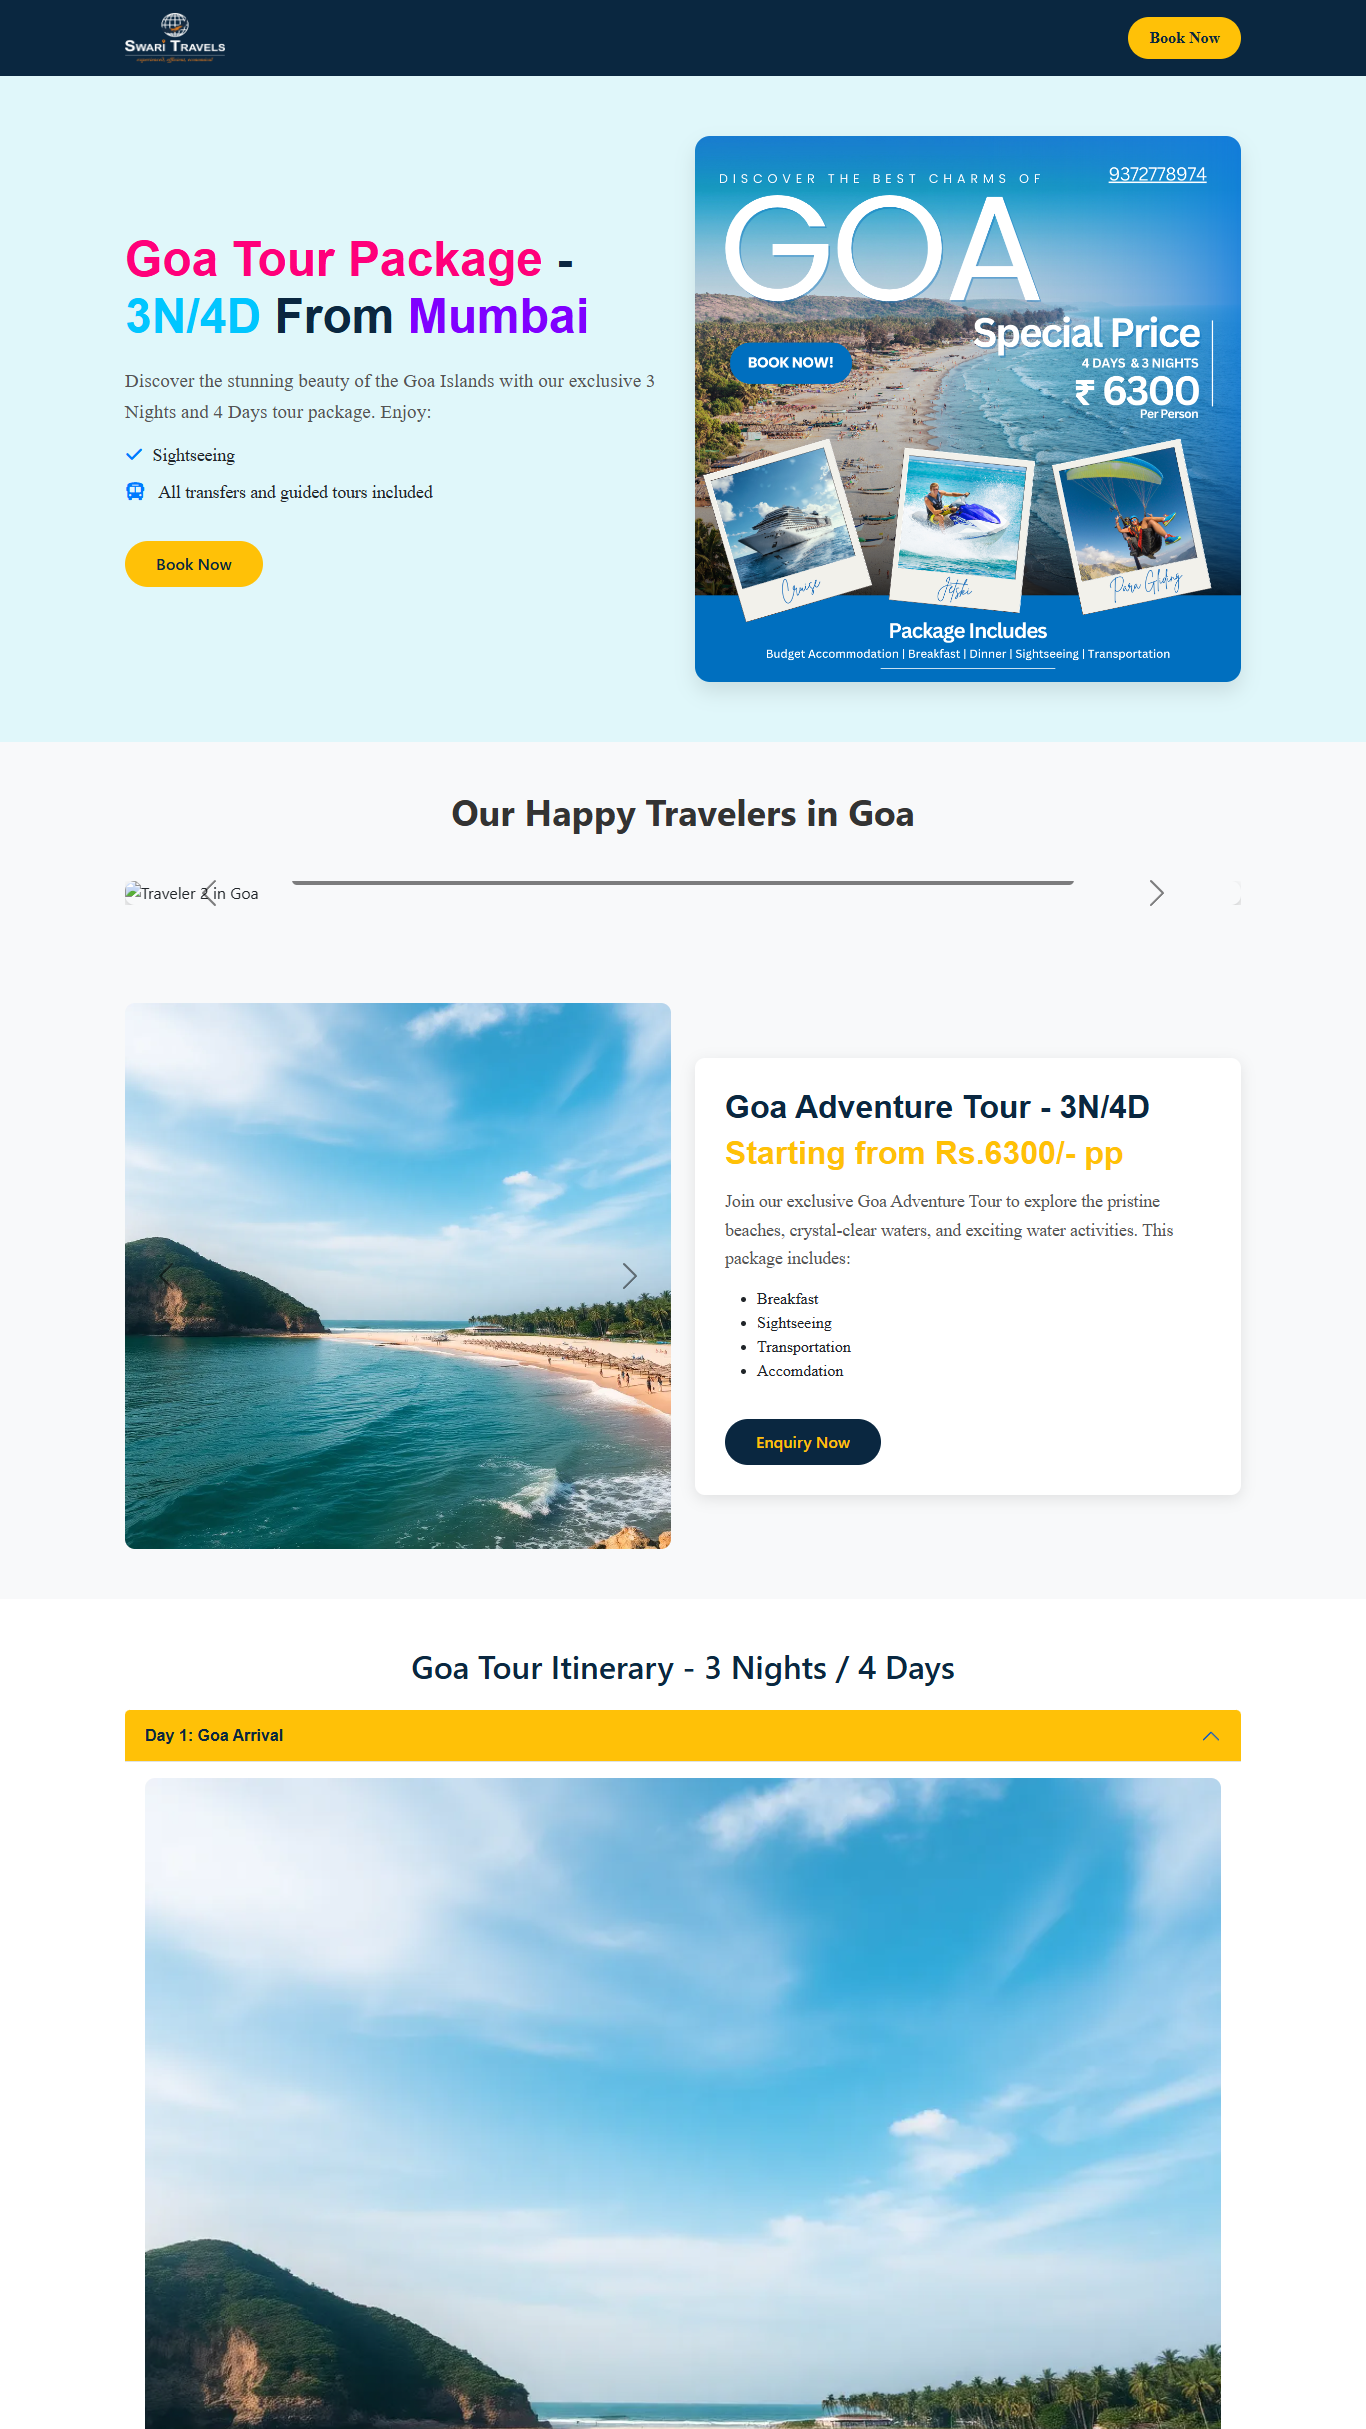 SWARI TRAVELS
Book Now
Goa Tour Package -
3N/4D From Mumbai
Discover the stunning beauty of the Goa Islands with our exclusive 3
Nights and 4 Days tour package. Enjoy:
Sightseeing
All transfers and guided tours included
Book Now
DISCOVER THE BEST CHARMS OF
9372778974
GOA
Special Price
4 DAYS & 3 NIGHTS
₹ 6300
Per Person
BOOK NOW!
Cruise
Jetski
Para Gliding
Package Includes
Budget Accommodation | Breakfast | Dinner | Sightseeing | Transportation
Our Happy Travelers in Goa
Traveler 2 in Goa
Goa Adventure Tour - 3N/4D
Starting from Rs.6300/- pp
Join our exclusive Goa Adventure Tour to explore the pristine
beaches, crystal-clear waters, and exciting water activities. This
package includes:
Breakfast
Sightseeing
Transportation
Accomdation
Enquiry Now
Goa Tour Itinerary - 3 Nights / 4 Days
Day 1: Goa Arrival